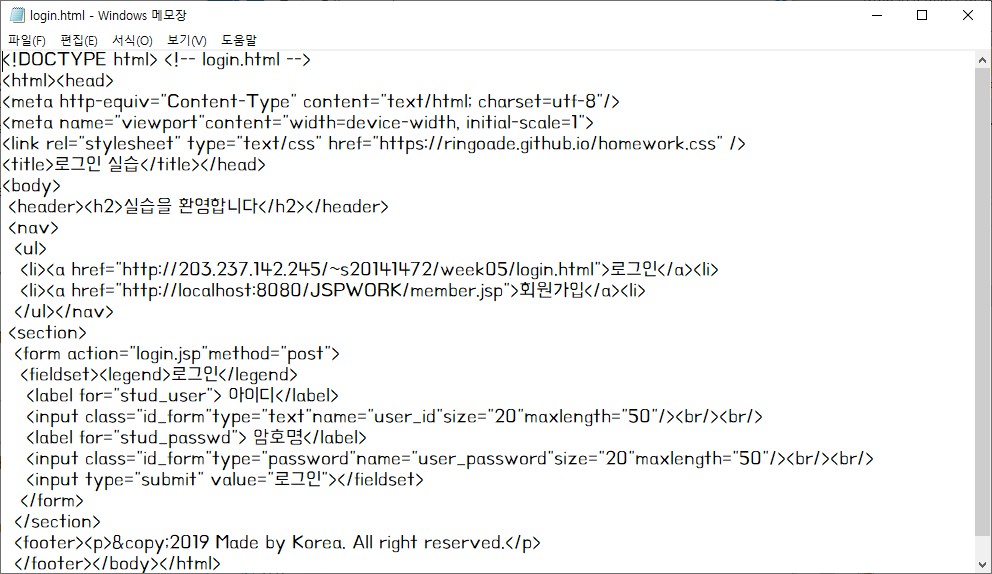 login.html - Windows 메모장
파일(F) 편집(E) 서식(O) 보기(V) 도움말
<!DOCTYPE html> <!-- login.html -->
<html><head>
<meta http-equiv="Content-Type" content="text/html; charset=utf-8"/>
<meta name="viewport"content="width=device-width, initial-scale=1">
<link rel="stylesheet" type="text/css" href="https://ringoade.github.io/homework.css" />
<title>로그인 실습</title></head>
<body>
<header><h2>실습을 환영합니다</h2></header>
<nav>
<ul>
<li><a href="http://203.237.142.245/~s20141472/week05/login.html">로그인</a><li>
<li><a href="http://localhost:8080/JSPWORK/member.jsp">회원가입</a><li>
</ul></nav>
<section>
<form action="login.jsp"method="post">
<fieldset><legend>로그인</legend>
<label for="stud_user"> 아이디</label>
<input class="id_form"type="text"name="user_id"size="20"maxlength="50"/><br/><br/>
<label for="stud_passwd"> 암호명</label>
<input class="id_form"type="password"name="user_password"size="20"maxlength="50"/><br/><br/>
<input type="submit" value="로그인"></fieldset>
</form>
</section>
<footer><p>&copy;2019 Made by Korea. All right reserved.</p>
</footer></body></html>